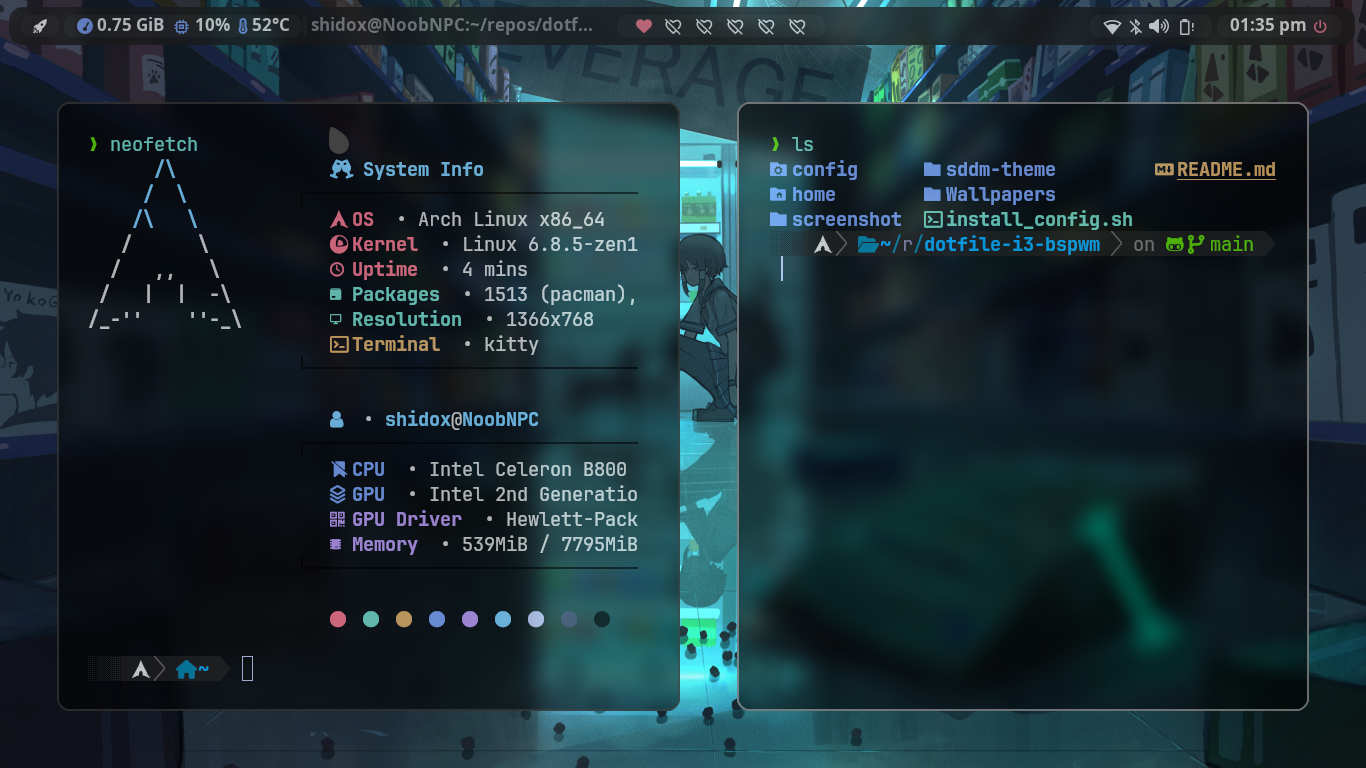 0.75 GiB 10% 52°C shidox@NoobNPC:~/repos/dotf... 01:35 pm
EVERAGE
❱ neofetch
System Info
OS • Arch Linux x86_64
Kernel • Linux 6.8.5-zen1
Uptime • 4 mins
Packages • 1513 (pacman),
Resolution • 1366x768
Terminal • kitty
• shidox@NoobNPC
CPU • Intel Celeron B800
GPU • Intel 2nd Generatio
GPU Driver • Hewlett-Pack
Memory • 539MiB / 7795MiB
~
❱ ls
config sddm-theme README.md
home Wallpapers
screenshot install_config.sh
~/r/dotfile-i3-bspwm on main
Yo ko G